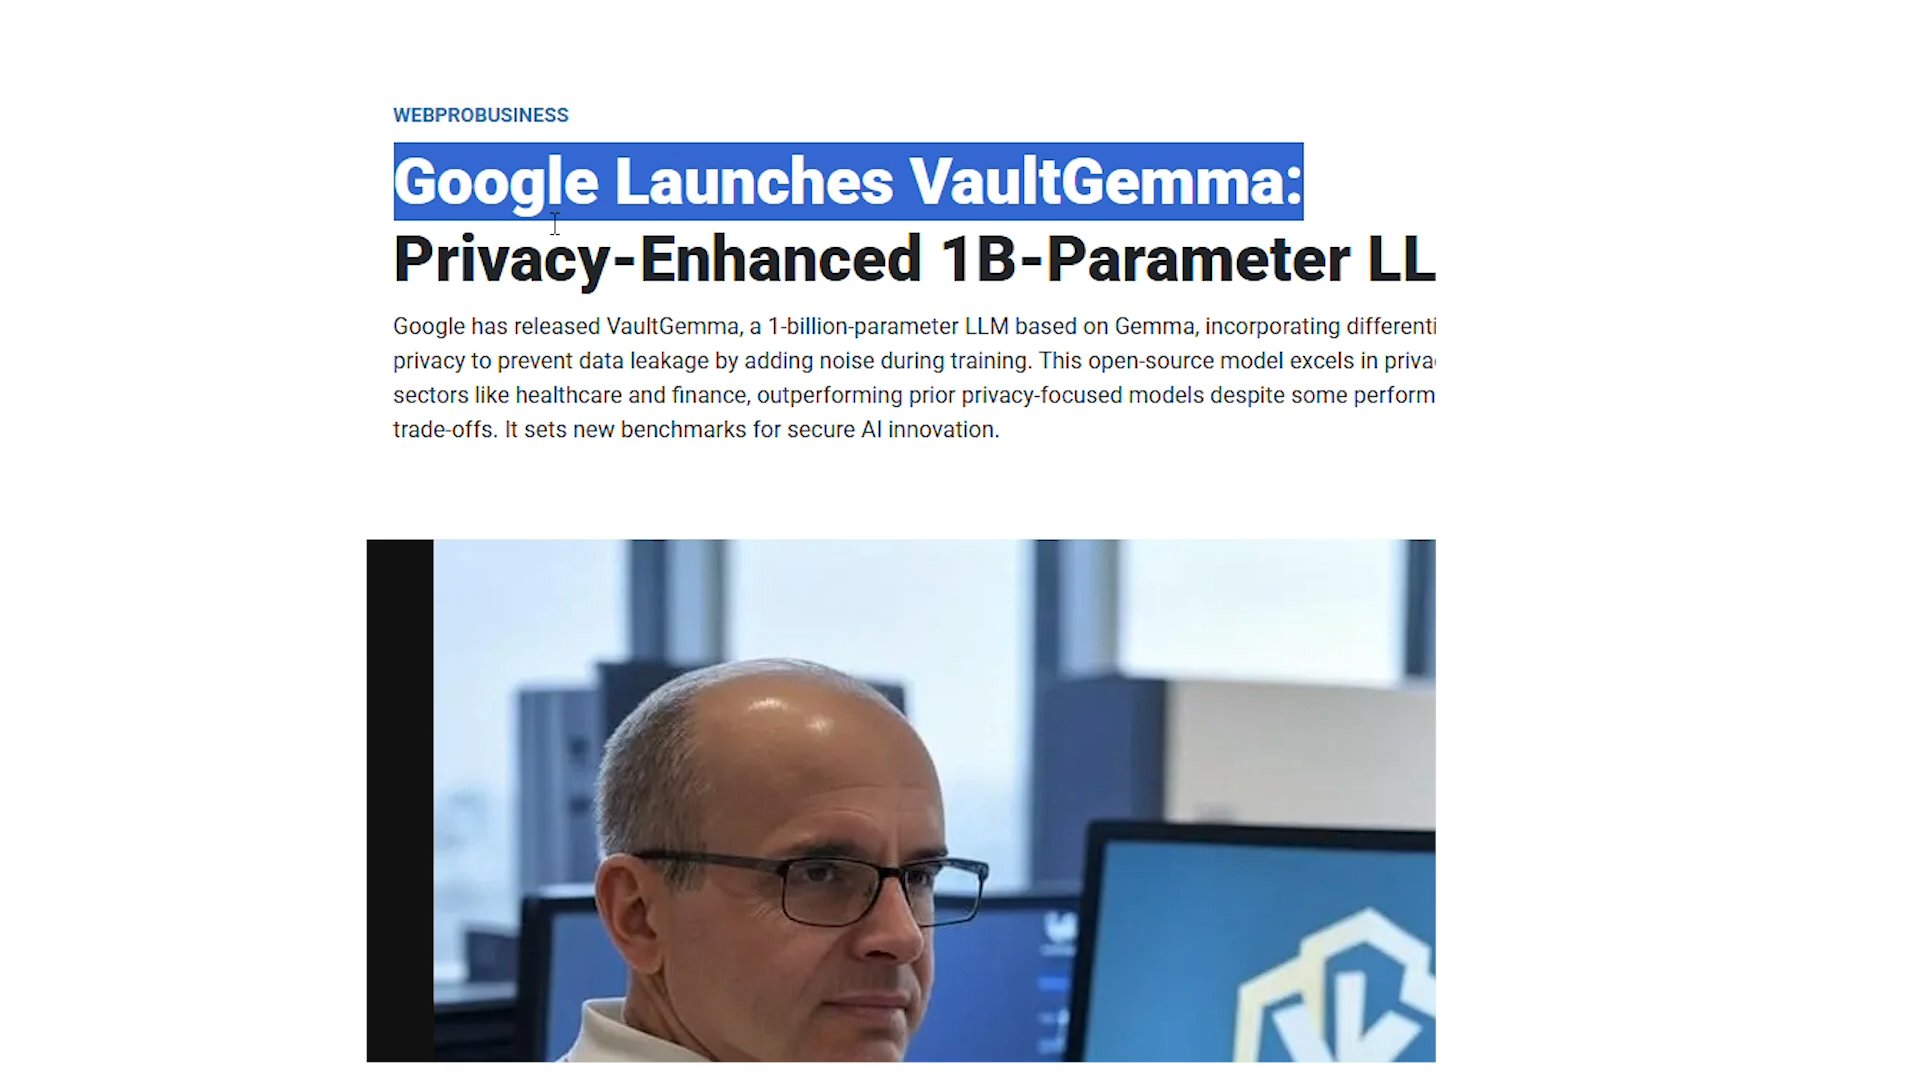 WEBPROBUSINESS
Google Launches VaultGemma:
Privacy-Enhanced 1B-Parameter LL
Google has released VaultGemma, a 1-billion-parameter LLM based on Gemma, incorporating differenti
privacy to prevent data leakage by adding noise during training. This open-source model excels in priva
sectors like healthcare and finance, outperforming prior privacy-focused models despite some perform
trade-offs. It sets new benchmarks for secure AI innovation.